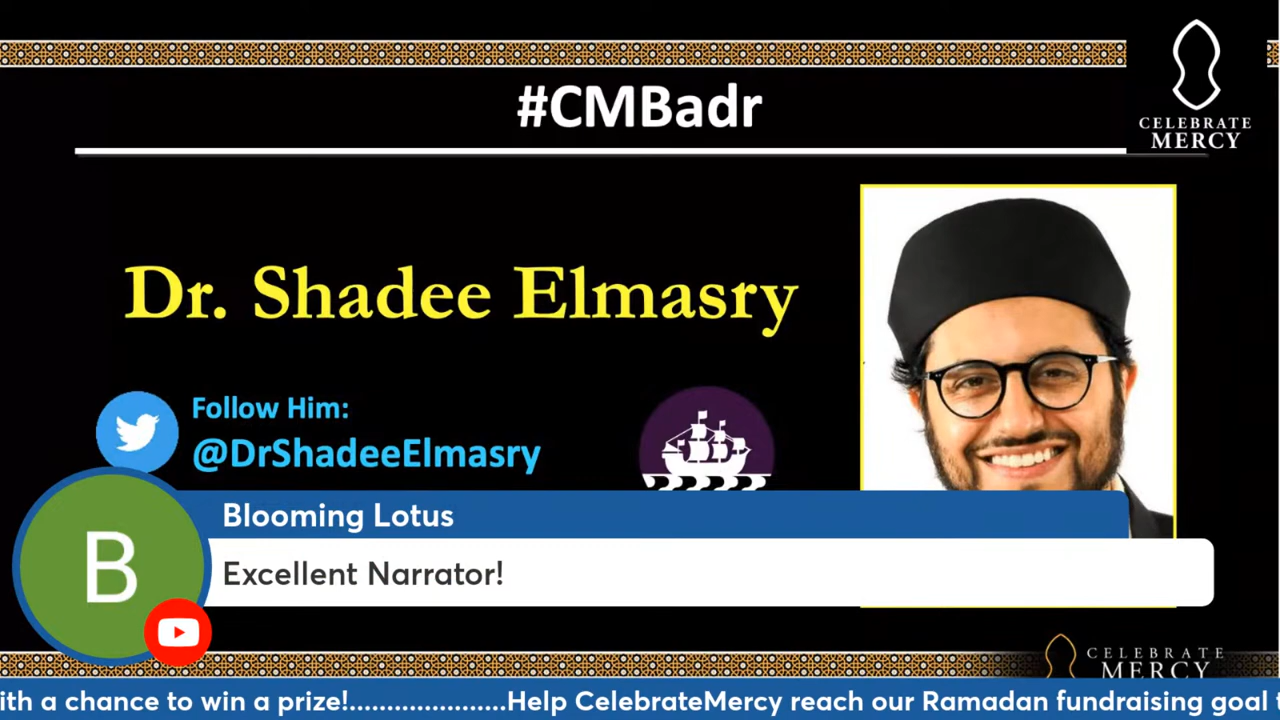 #CMBadr
CELEBRATE
MERCY
Dr. Shadee Elmasry
Follow Him:
@DrShadeeElmasry
B
Blooming Lotus
Excellent Narrator!
CELEBRATE
MERCY
with a chance to win a prize!......................Help CelebrateMercy reach our Ramadan fundraising goal